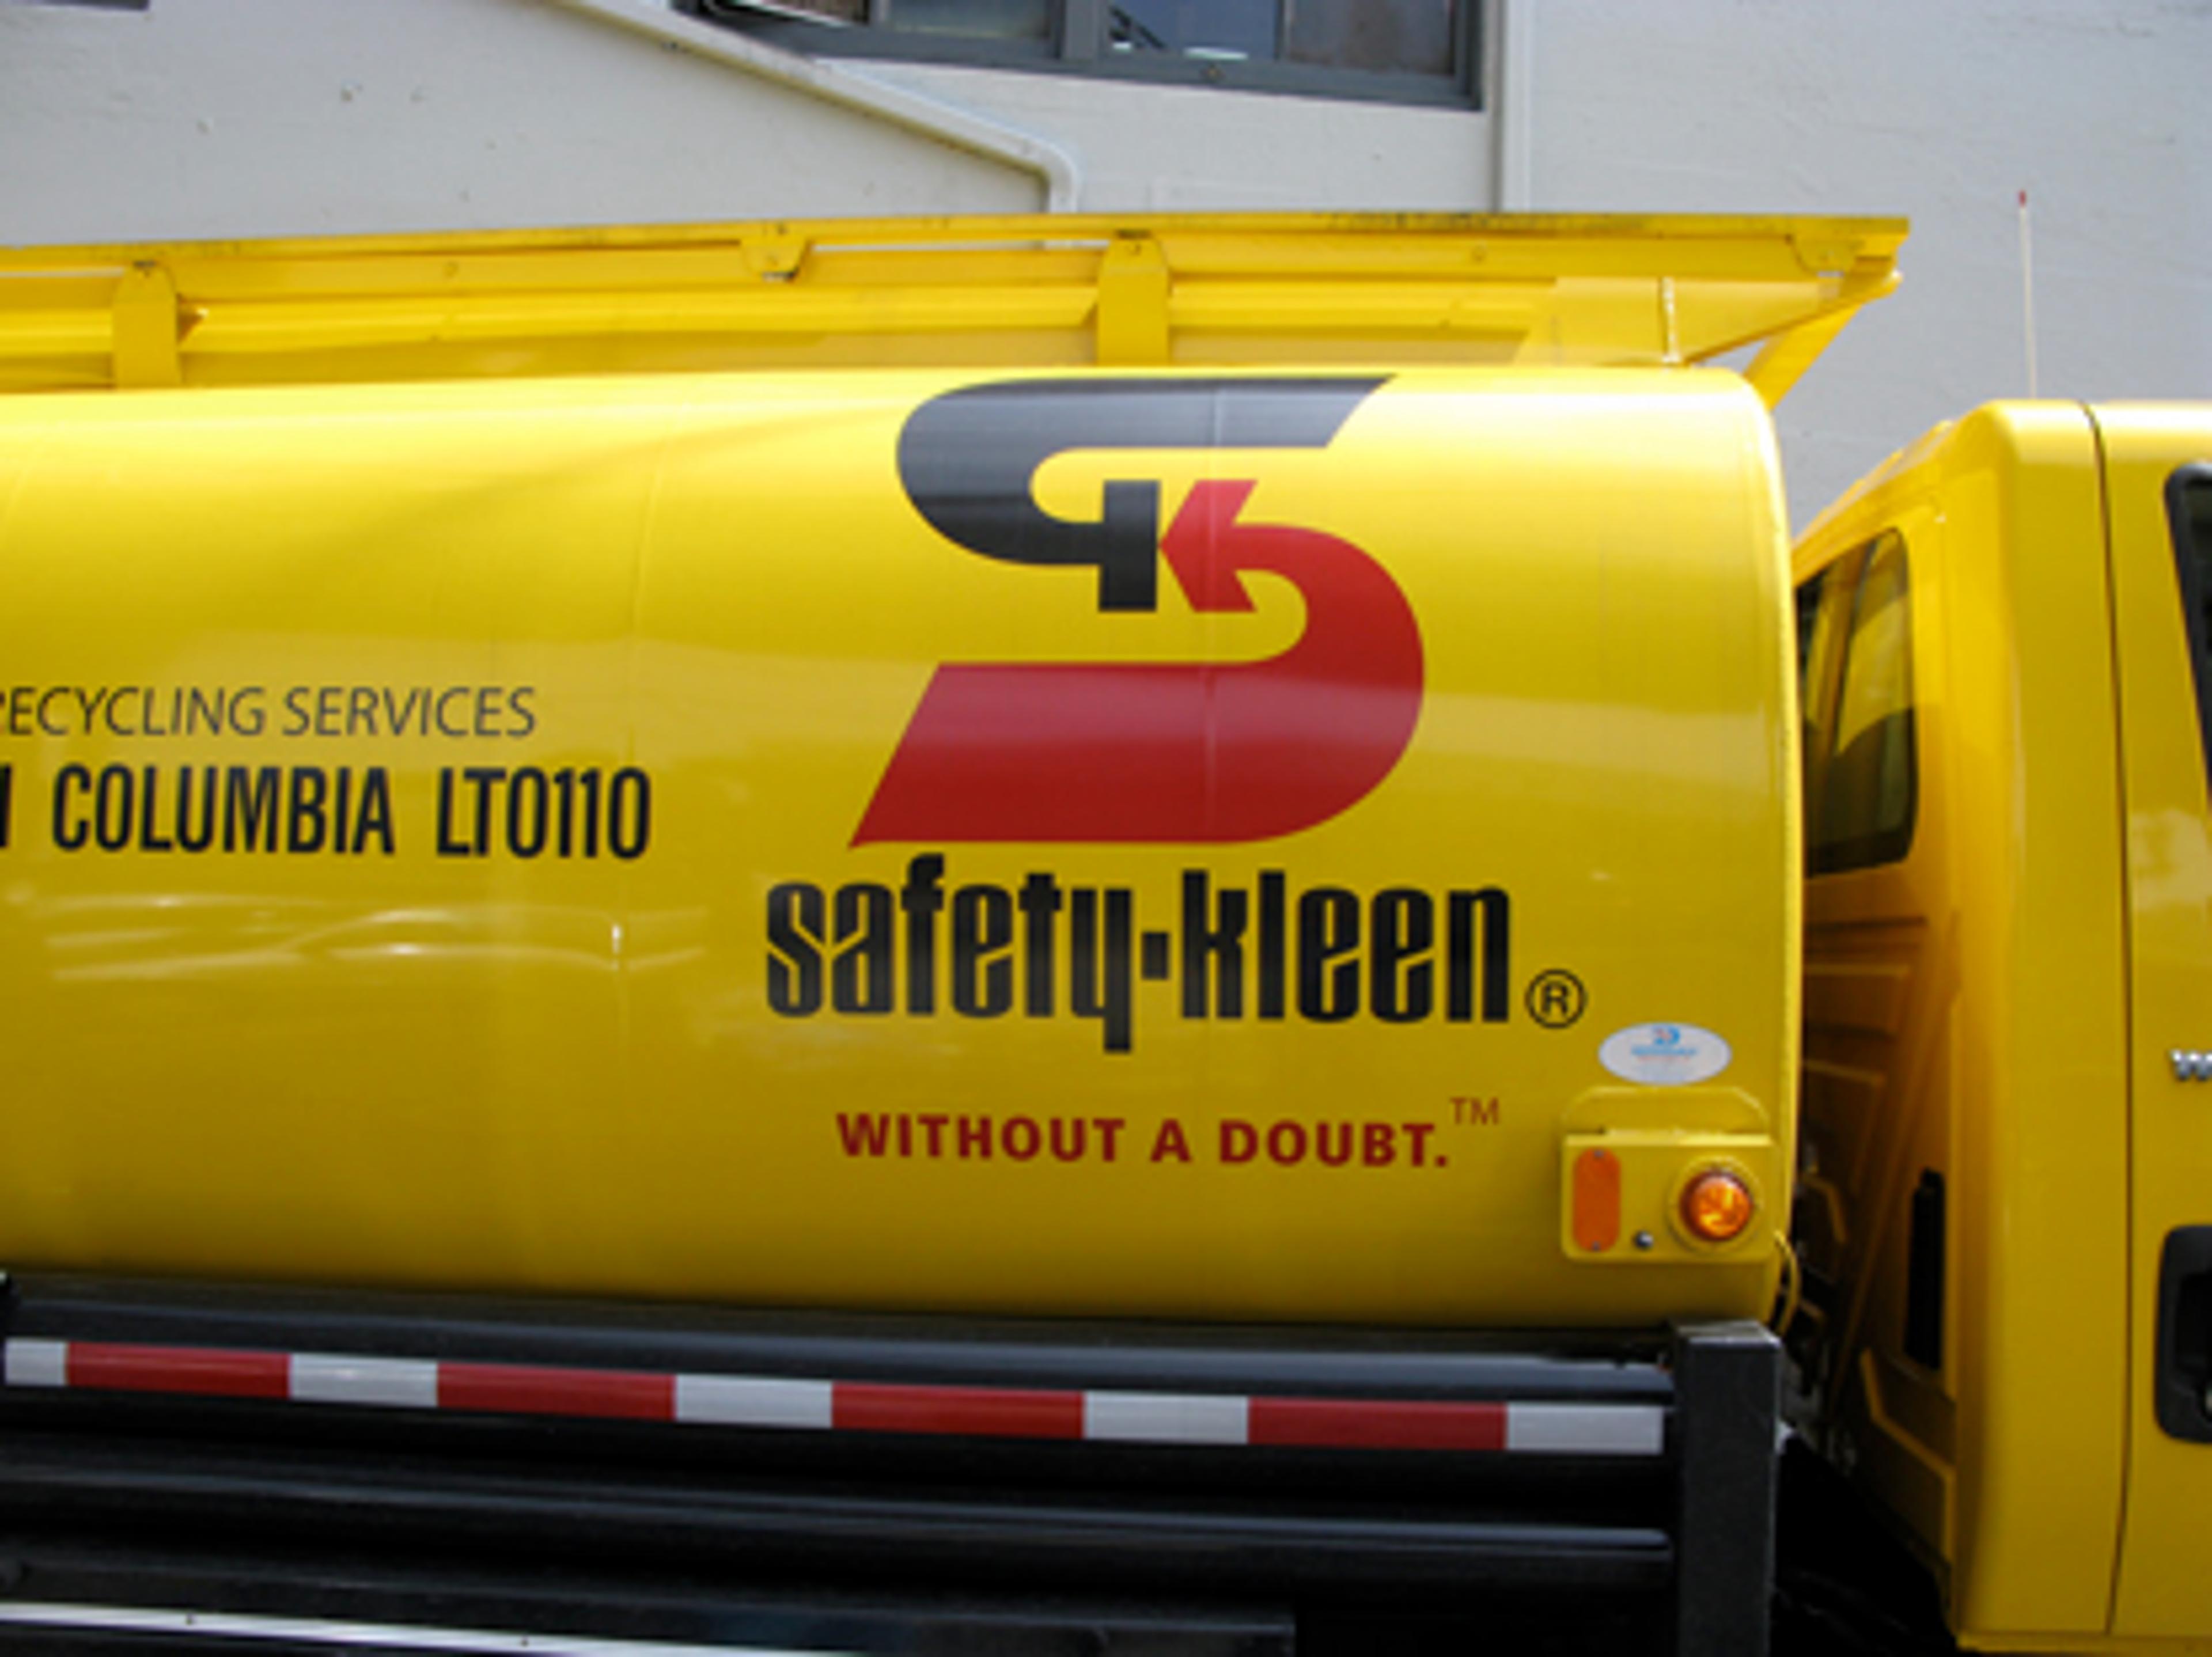 RECYCLING SERVICES
COLUMBIA LT0110
safety-kleen®
WITHOUT A DOUBT.™